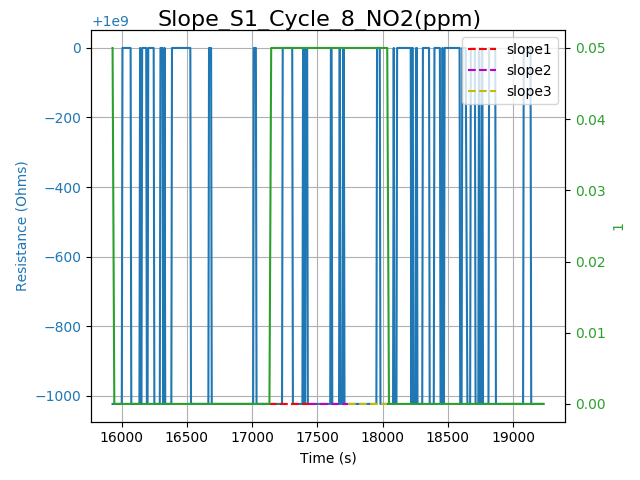 Slope_S1_Cycle_8_NO2(ppm)
+1e9
0
−200
−400
−600
−800
−1000
Resistance (Ohms)
16000 16500 17000 17500 18000 18500 19000
Time (s)
0.05
0.04
0.03
0.02
0.01
0.00
1
slope1
slope2
slope3